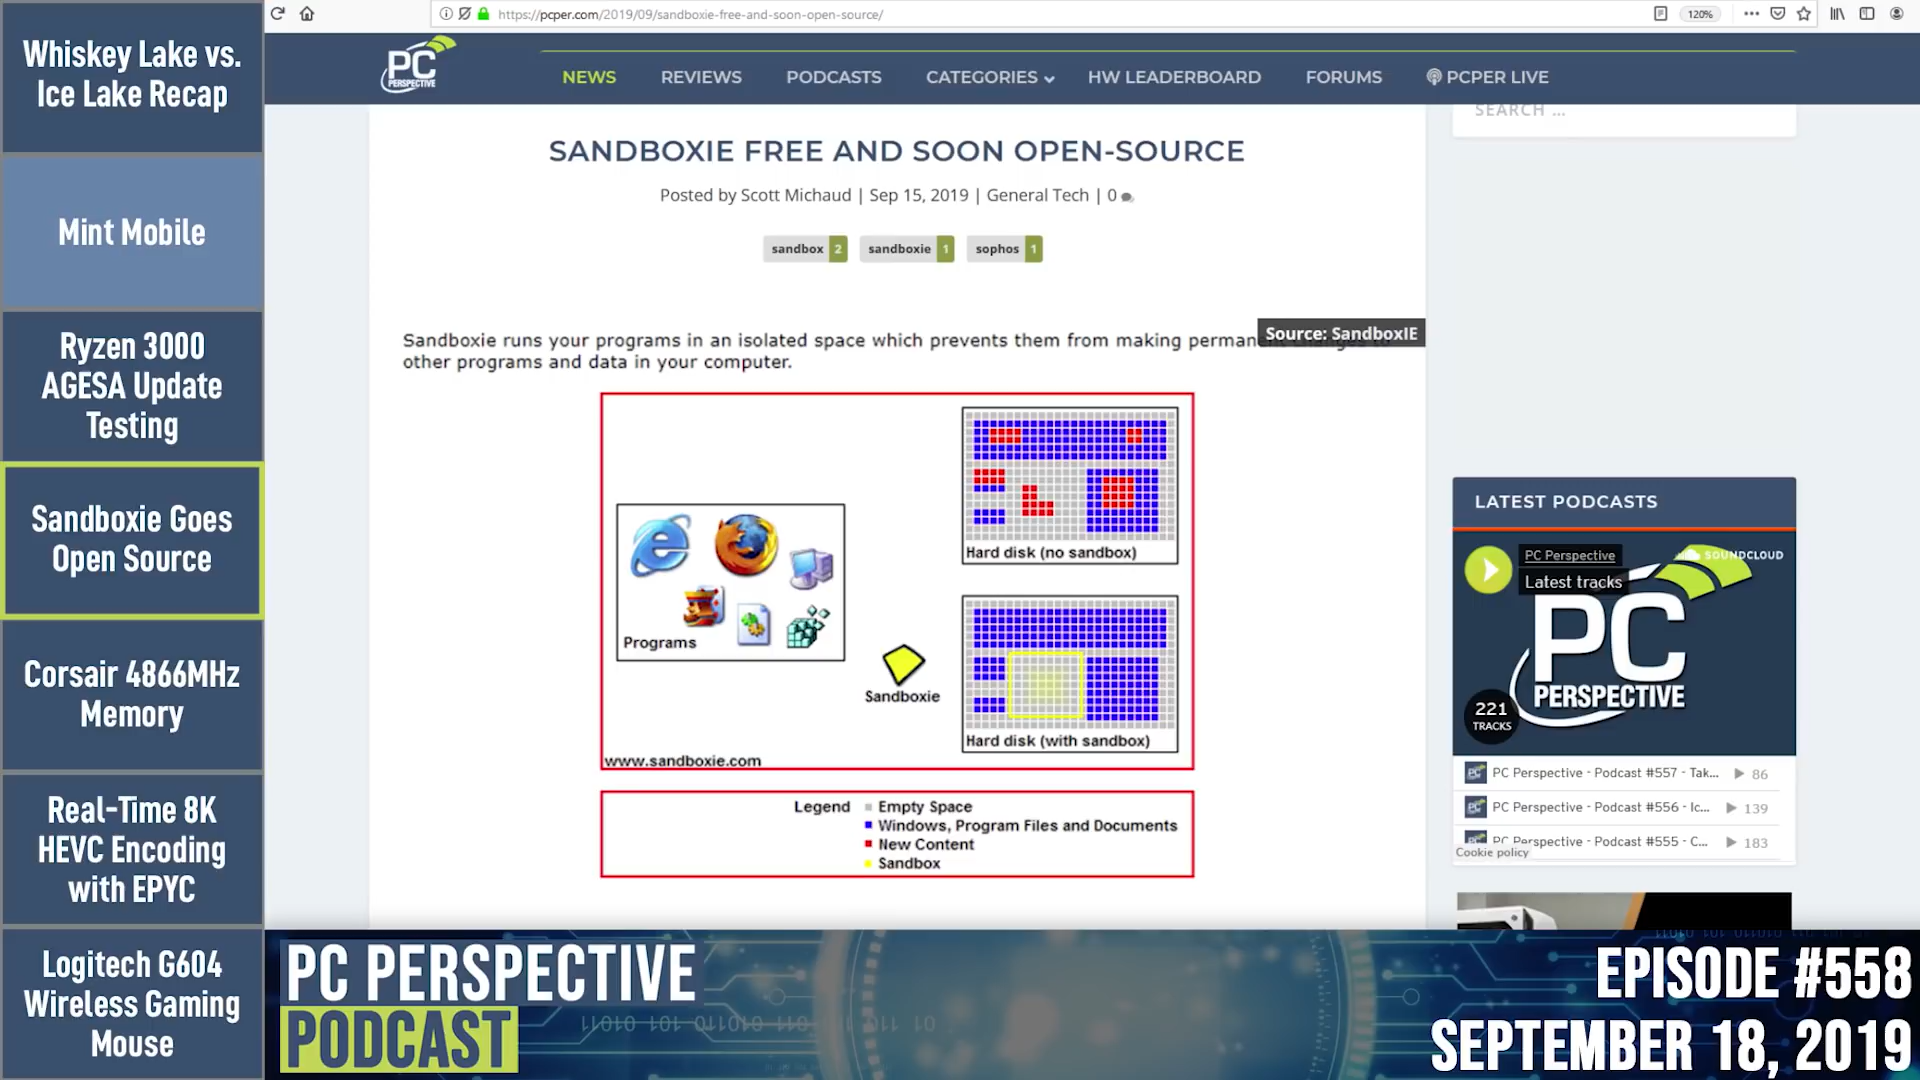 Whiskey Lake vs.
Ice Lake Recap
Mint Mobile
Ryzen 3000
AGESA Update
Testing
Sandboxie Goes
Open Source
Corsair 4866MHz
Memory
Real-Time 8K
HEVC Encoding
with EPYC
Logitech G604
Wireless Gaming
Mouse
https://pcper.com/2019/09/sandboxie-free-and-soon-open-source/
120%
PC
PERSPECTIVE
NEWS REVIEWS PODCASTS CATEGORIES HW LEADERBOARD FORUMS PCPER LIVE
SEARCH ...
SANDBOXIE FREE AND SOON OPEN-SOURCE
Posted by Scott Michaud | Sep 15, 2019 | General Tech | 0
sandbox 2 sandboxie 1 sophos 1
Source: SandboxIE
Sandboxie runs your programs in an isolated space which prevents them from making
other programs and data in your computer.
Programs
Sandboxie
Hard disk (no sandbox)
Hard disk (with sandbox)
www.sandboxie.com
Legend
Empty Space
Windows, Program Files and Documents
New Content
Sandbox
LATEST PODCASTS
PC Perspective
Latest tracks
SOUNDCLOUD
PC
PERSPECTIVE
221
TRACKS
PC Perspective - Podcast #557 - Tak... 86
PC Perspective - Podcast #556 - Ic... 139
PC Perspective - Podcast #555 - C... 183
Cookie policy
PC PERSPECTIVE
PODCAST
EPISODE #558
SEPTEMBER 18, 2019